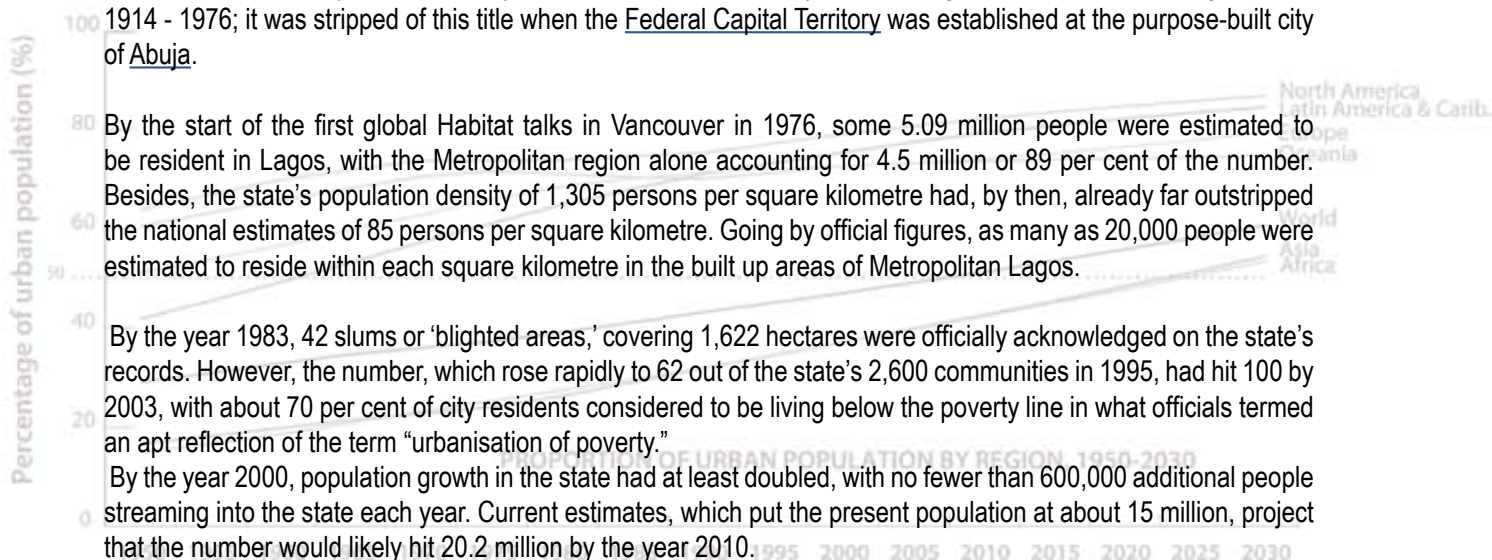 1914 - 1976; it was stripped of this title when the Federal Capital Territory was established at the purpose-built city
of Abuja.
By the start of the first global Habitat talks in Vancouver in 1976, some 5.09 million people were estimated to
be resident in Lagos, with the Metropolitan region alone accounting for 4.5 million or 89 per cent of the number.
Besides, the state's population density of 1,305 persons per square kilometre had, by then, already far outstripped
the national estimates of 85 persons per square kilometre. Going by official figures, as many as 20,000 people were
estimated to reside within each square kilometre in the built up areas of Metropolitan Lagos.
By the year 1983, 42 slums or 'blighted areas,' covering 1,622 hectares were officially acknowledged on the state's
records. However, the number, which rose rapidly to 62 out of the state's 2,600 communities in 1995, had hit 100 by
2003, with about 70 per cent of city residents considered to be living below the poverty line in what officials termed
an apt reflection of the term “urbanisation of poverty.”
By the year 2000, population growth in the state had at least doubled, with no fewer than 600,000 additional people
streaming into the state each year. Current estimates, which put the present population at about 15 million, project
that the number would likely hit 20.2 million by the year 2010.
Percentage of urban population (%)
100
80
60
50
40
20
0
North America
Latin America & Carib.
Europe
Oceania
World
Asia
Africa
PROPORTION OF URBAN POPULATION BY REGION 1950-2030
1995 2000 2005 2010 2015 2020 2025 2030